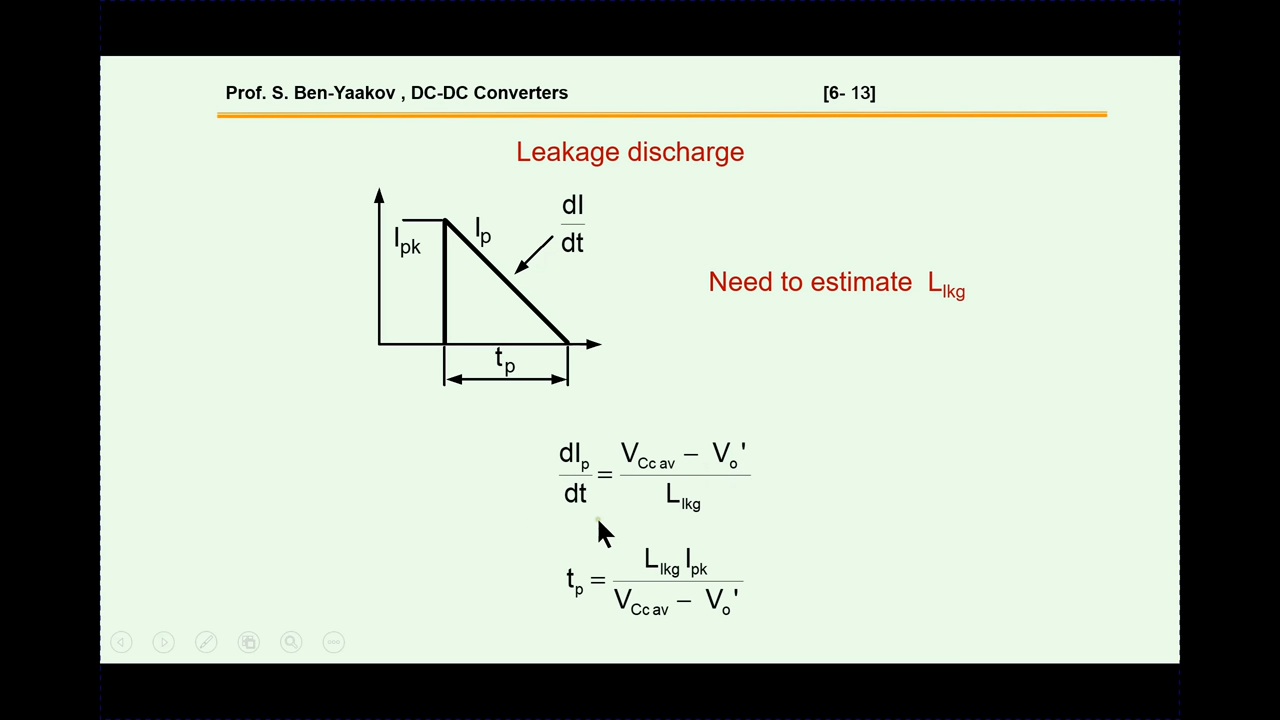 Prof. S. Ben-Yaakov , DC-DC Converters [6- 13]
Leakage discharge
dI
dt
I_p
I_pk
Need to estimate L_lkg
t_p
dI_p / dt = (V_Cc av − V_o') / L_lkg
t_p = L_lkg I_pk / (V_Cc av − V_o')